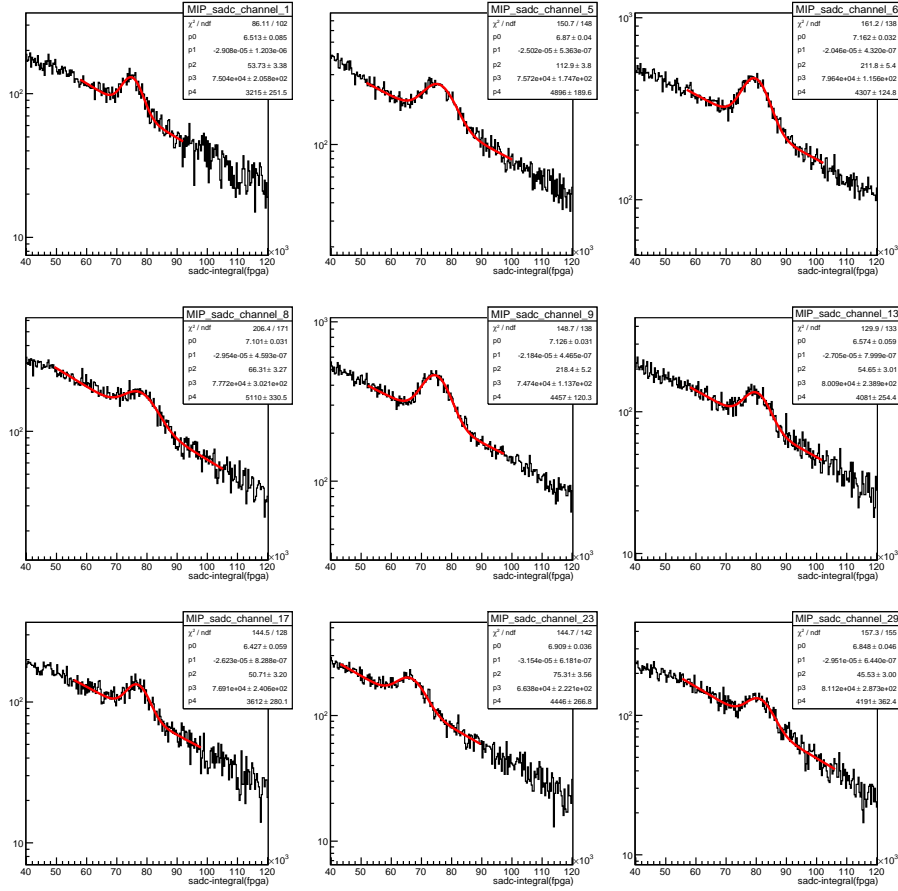 MIP_sadc_channel_1
χ² / ndf 86.11 / 102
p0 6.513 ± 0.085
p1 -2.908e-05 ± 1.203e-06
p2 53.73 ± 3.38
p3 7.504e+04 ± 2.058e+02
p4 3215 ± 251.5
10²
10
40 50 60 70 80 90 100 110 120
×10³
sadc-integral(fpga)
MIP_sadc_channel_5
χ² / ndf 150.7 / 148
p0 6.87 ± 0.04
p1 -2.502e-05 ± 5.363e-07
p2 112.9 ± 3.8
p3 7.572e+04 ± 1.747e+02
p4 4896 ± 189.6
10²
40 50 60 70 80 90 100 110 120
×10³
sadc-integral(fpga)
MIP_sadc_channel_6
χ² / ndf 161.2 / 138
p0 7.162 ± 0.032
p1 -2.046e-05 ± 4.320e-07
p2 211.8 ± 5.4
p3 7.964e+04 ± 1.156e+02
p4 4307 ± 124.8
10³
10²
40 50 60 70 80 90 100 110 120
×10³
sadc-integral(fpga)
MIP_sadc_channel_8
χ² / ndf 206.4 / 171
p0 7.101 ± 0.031
p1 -2.954e-05 ± 4.593e-07
p2 66.31 ± 3.27
p3 7.772e+04 ± 3.021e+02
p4 5110 ± 330.5
10²
40 50 60 70 80 90 100 110 120
×10³
sadc-integral(fpga)
MIP_sadc_channel_9
χ² / ndf 148.7 / 138
p0 7.126 ± 0.031
p1 -2.184e-05 ± 4.465e-07
p2 218.4 ± 5.2
p3 7.474e+04 ± 1.137e+02
p4 4457 ± 120.3
10³
10²
40 50 60 70 80 90 100 110 120
×10³
sadc-integral(fpga)
MIP_sadc_channel_13
χ² / ndf 129.9 / 133
p0 6.574 ± 0.059
p1 -2.705e-05 ± 7.999e-07
p2 54.65 ± 3.01
p3 8.009e+04 ± 2.389e+02
p4 4081 ± 254.4
10²
10
40 50 60 70 80 90 100 110 120
×10³
sadc-integral(fpga)
MIP_sadc_channel_17
χ² / ndf 144.5 / 128
p0 6.427 ± 0.059
p1 -2.623e-05 ± 8.288e-07
p2 50.71 ± 3.20
p3 7.691e+04 ± 2.406e+02
p4 3612 ± 280.1
10²
10
40 50 60 70 80 90 100 110 120
×10³
sadc-integral(fpga)
MIP_sadc_channel_23
χ² / ndf 144.7 / 142
p0 6.909 ± 0.036
p1 -3.154e-05 ± 6.181e-07
p2 75.31 ± 3.56
p3 6.638e+04 ± 2.221e+02
p4 4446 ± 266.8
10²
10
40 50 60 70 80 90 100 110 120
×10³
sadc-integral(fpga)
MIP_sadc_channel_29
χ² / ndf 157.3 / 155
p0 6.848 ± 0.046
p1 -2.951e-05 ± 6.440e-07
p2 45.53 ± 3.00
p3 8.112e+04 ± 2.873e+02
p4 4191 ± 362.4
10²
10
40 50 60 70 80 90 100 110 120
×10³
sadc-integral(fpga)